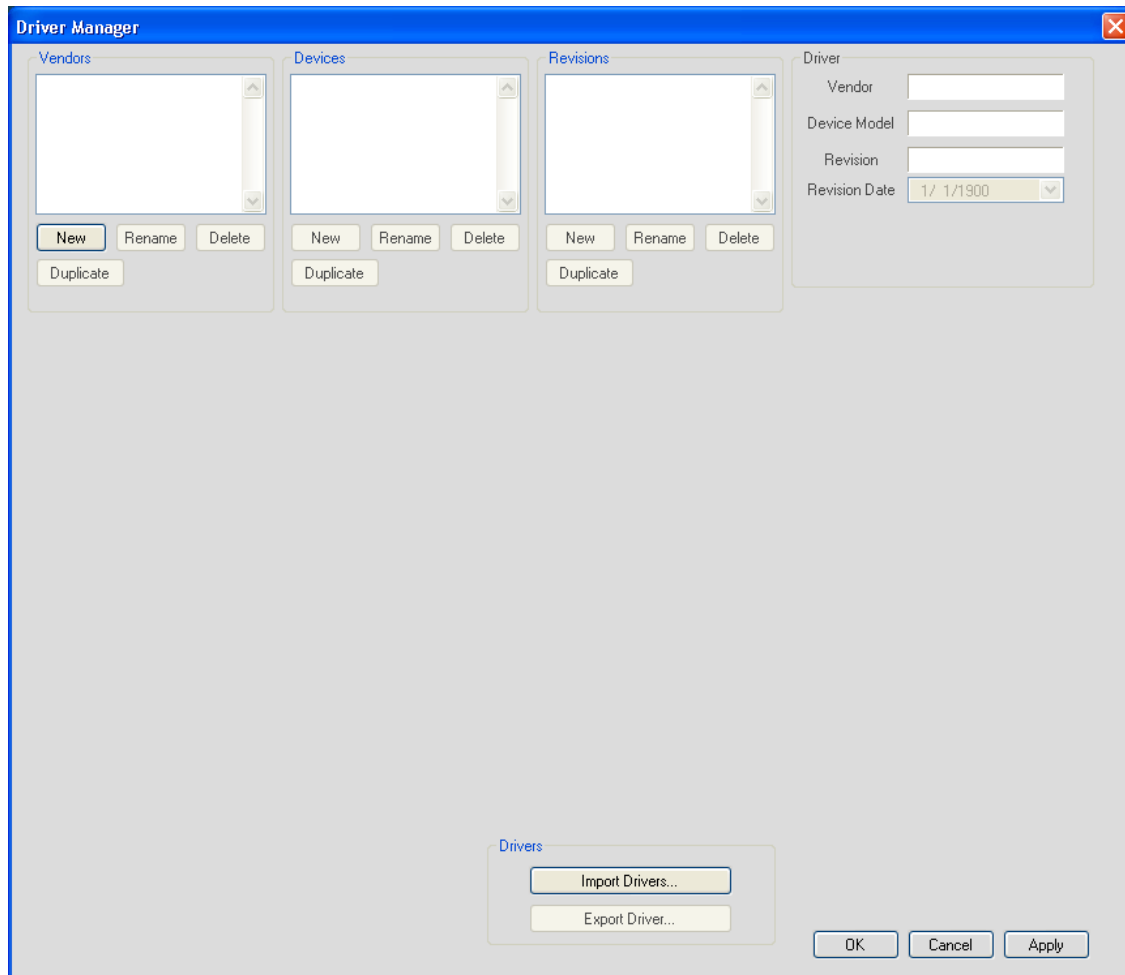 Driver Manager
Vendors
New Rename Delete
Duplicate
Devices
New Rename Delete
Duplicate
Revisions
New Rename Delete
Duplicate
Driver
Vendor
Device Model
Revision
Revision Date 1/ 1/1900
Drivers
Import Drivers...
Export Driver...
OK Cancel Apply